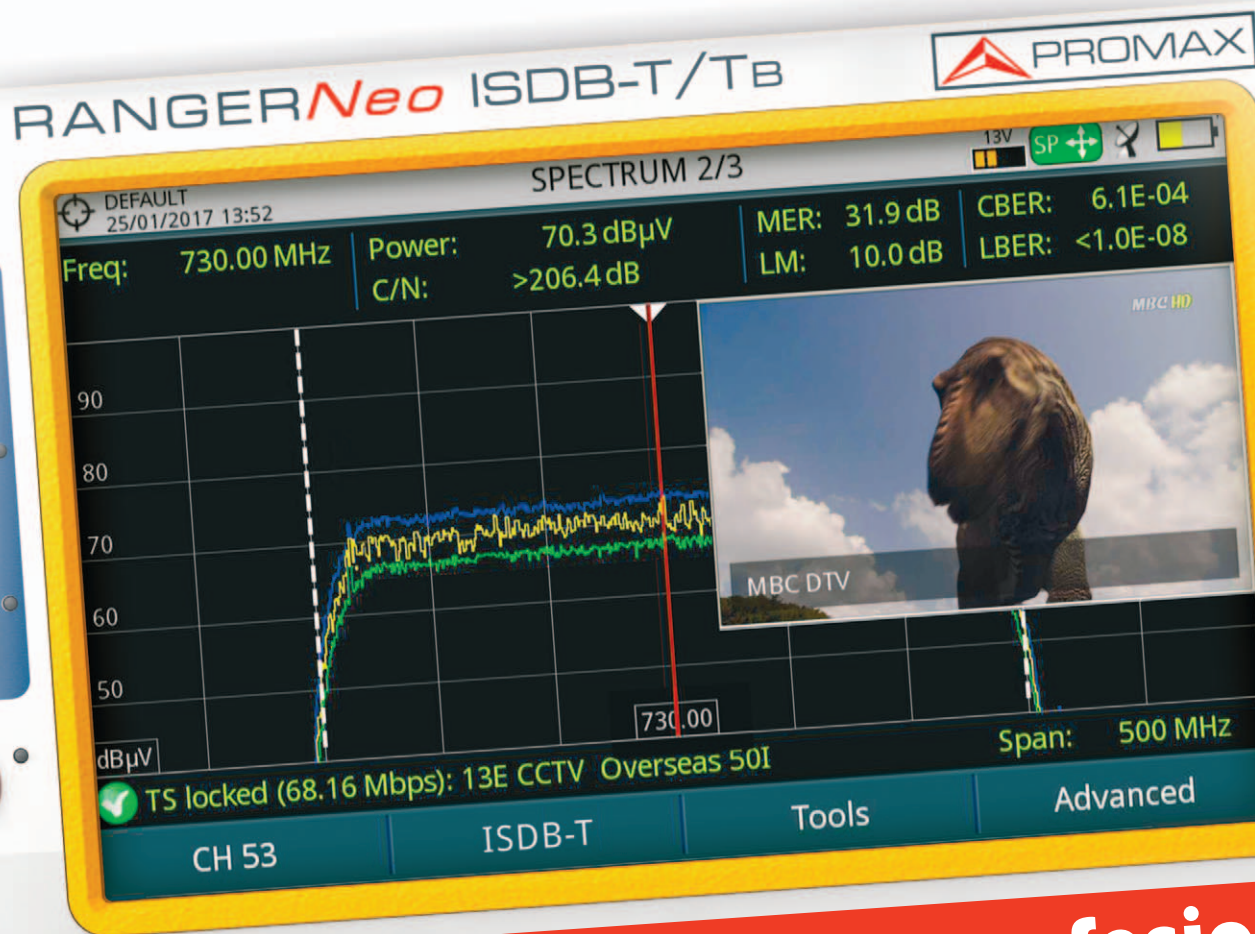 RANGERNeo ISDB-T/TB
PROMAX
DEFAULT
25/01/2017 13:52
SPECTRUM 2/3
13V
SP
Freq: 730.00 MHz
Power: 70.3 dBµV
C/N: >206.4 dB
MER: 31.9 dB
LM: 10.0 dB
CBER: 6.1E-04
LBER: <1.0E-08
MBC HD
90
80
70
60
50
dBµV
MBC DTV
730.00
Span: 500 MHz
TS locked (68.16 Mbps): 13E CCTV Overseas 50I
CH 53
ISDB-T
Tools
Advanced